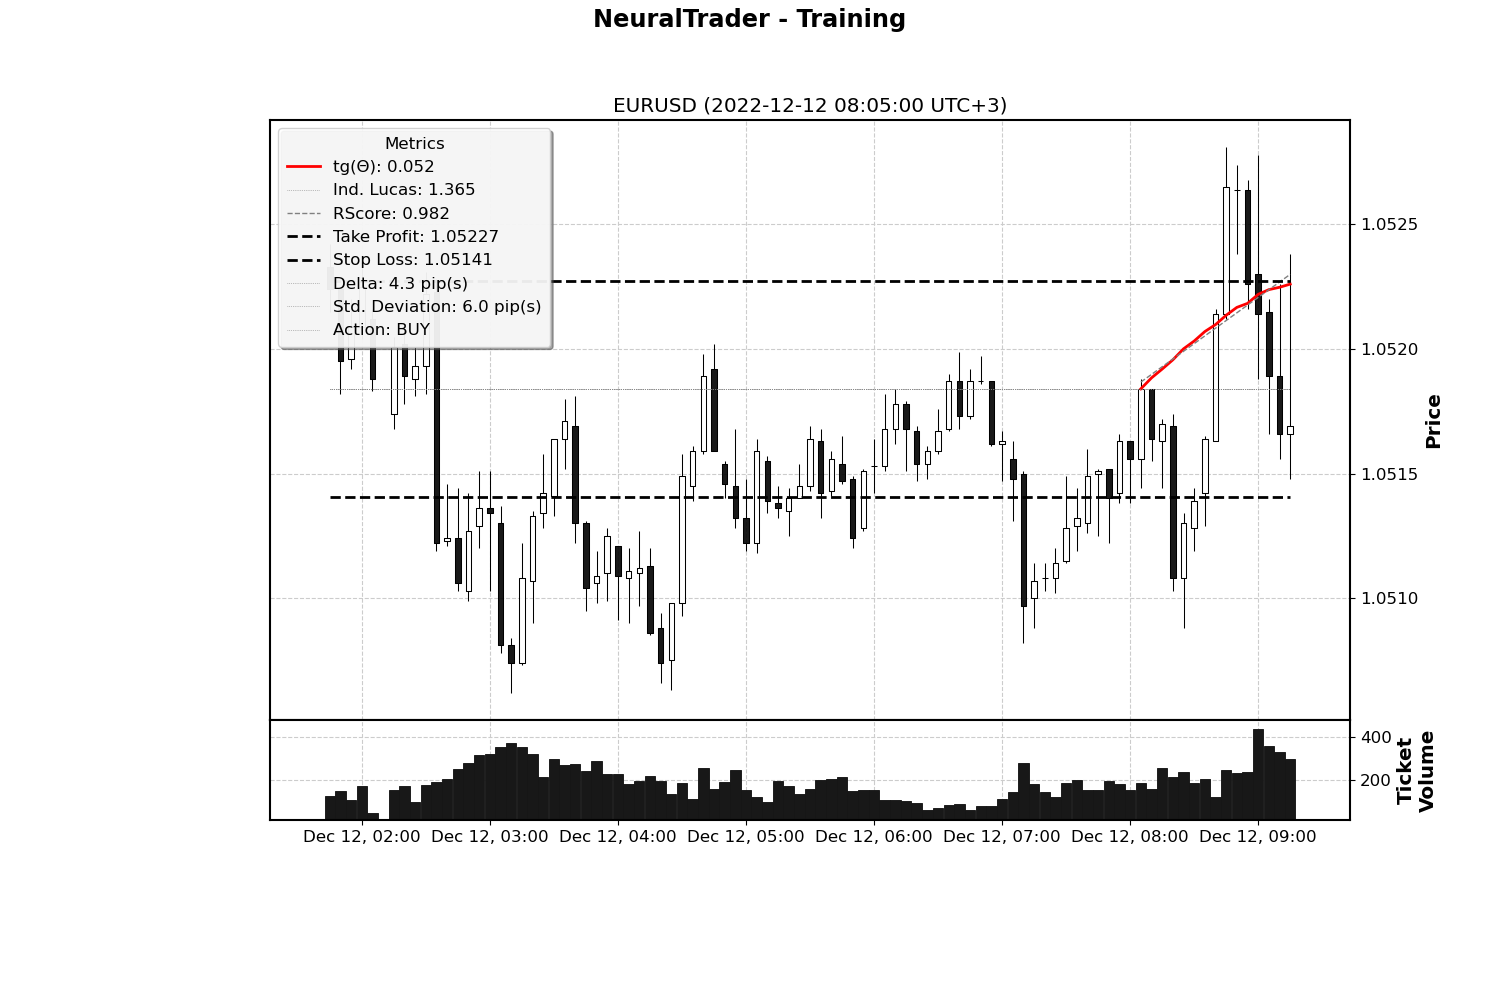 NeuralTrader - Training
EURUSD (2022-12-12 08:05:00 UTC+3)
Metrics
tg(Θ): 0.052
Ind. Lucas: 1.365
RScore: 0.982
Take Profit: 1.05227
Stop Loss: 1.05141
Delta: 4.3 pip(s)
Std. Deviation: 6.0 pip(s)
Action: BUY
1.0525
1.0520
1.0515
1.0510
Price
400
200
Ticket
Volume
Dec 12, 02:00
Dec 12, 03:00
Dec 12, 04:00
Dec 12, 05:00
Dec 12, 06:00
Dec 12, 07:00
Dec 12, 08:00
Dec 12, 09:00